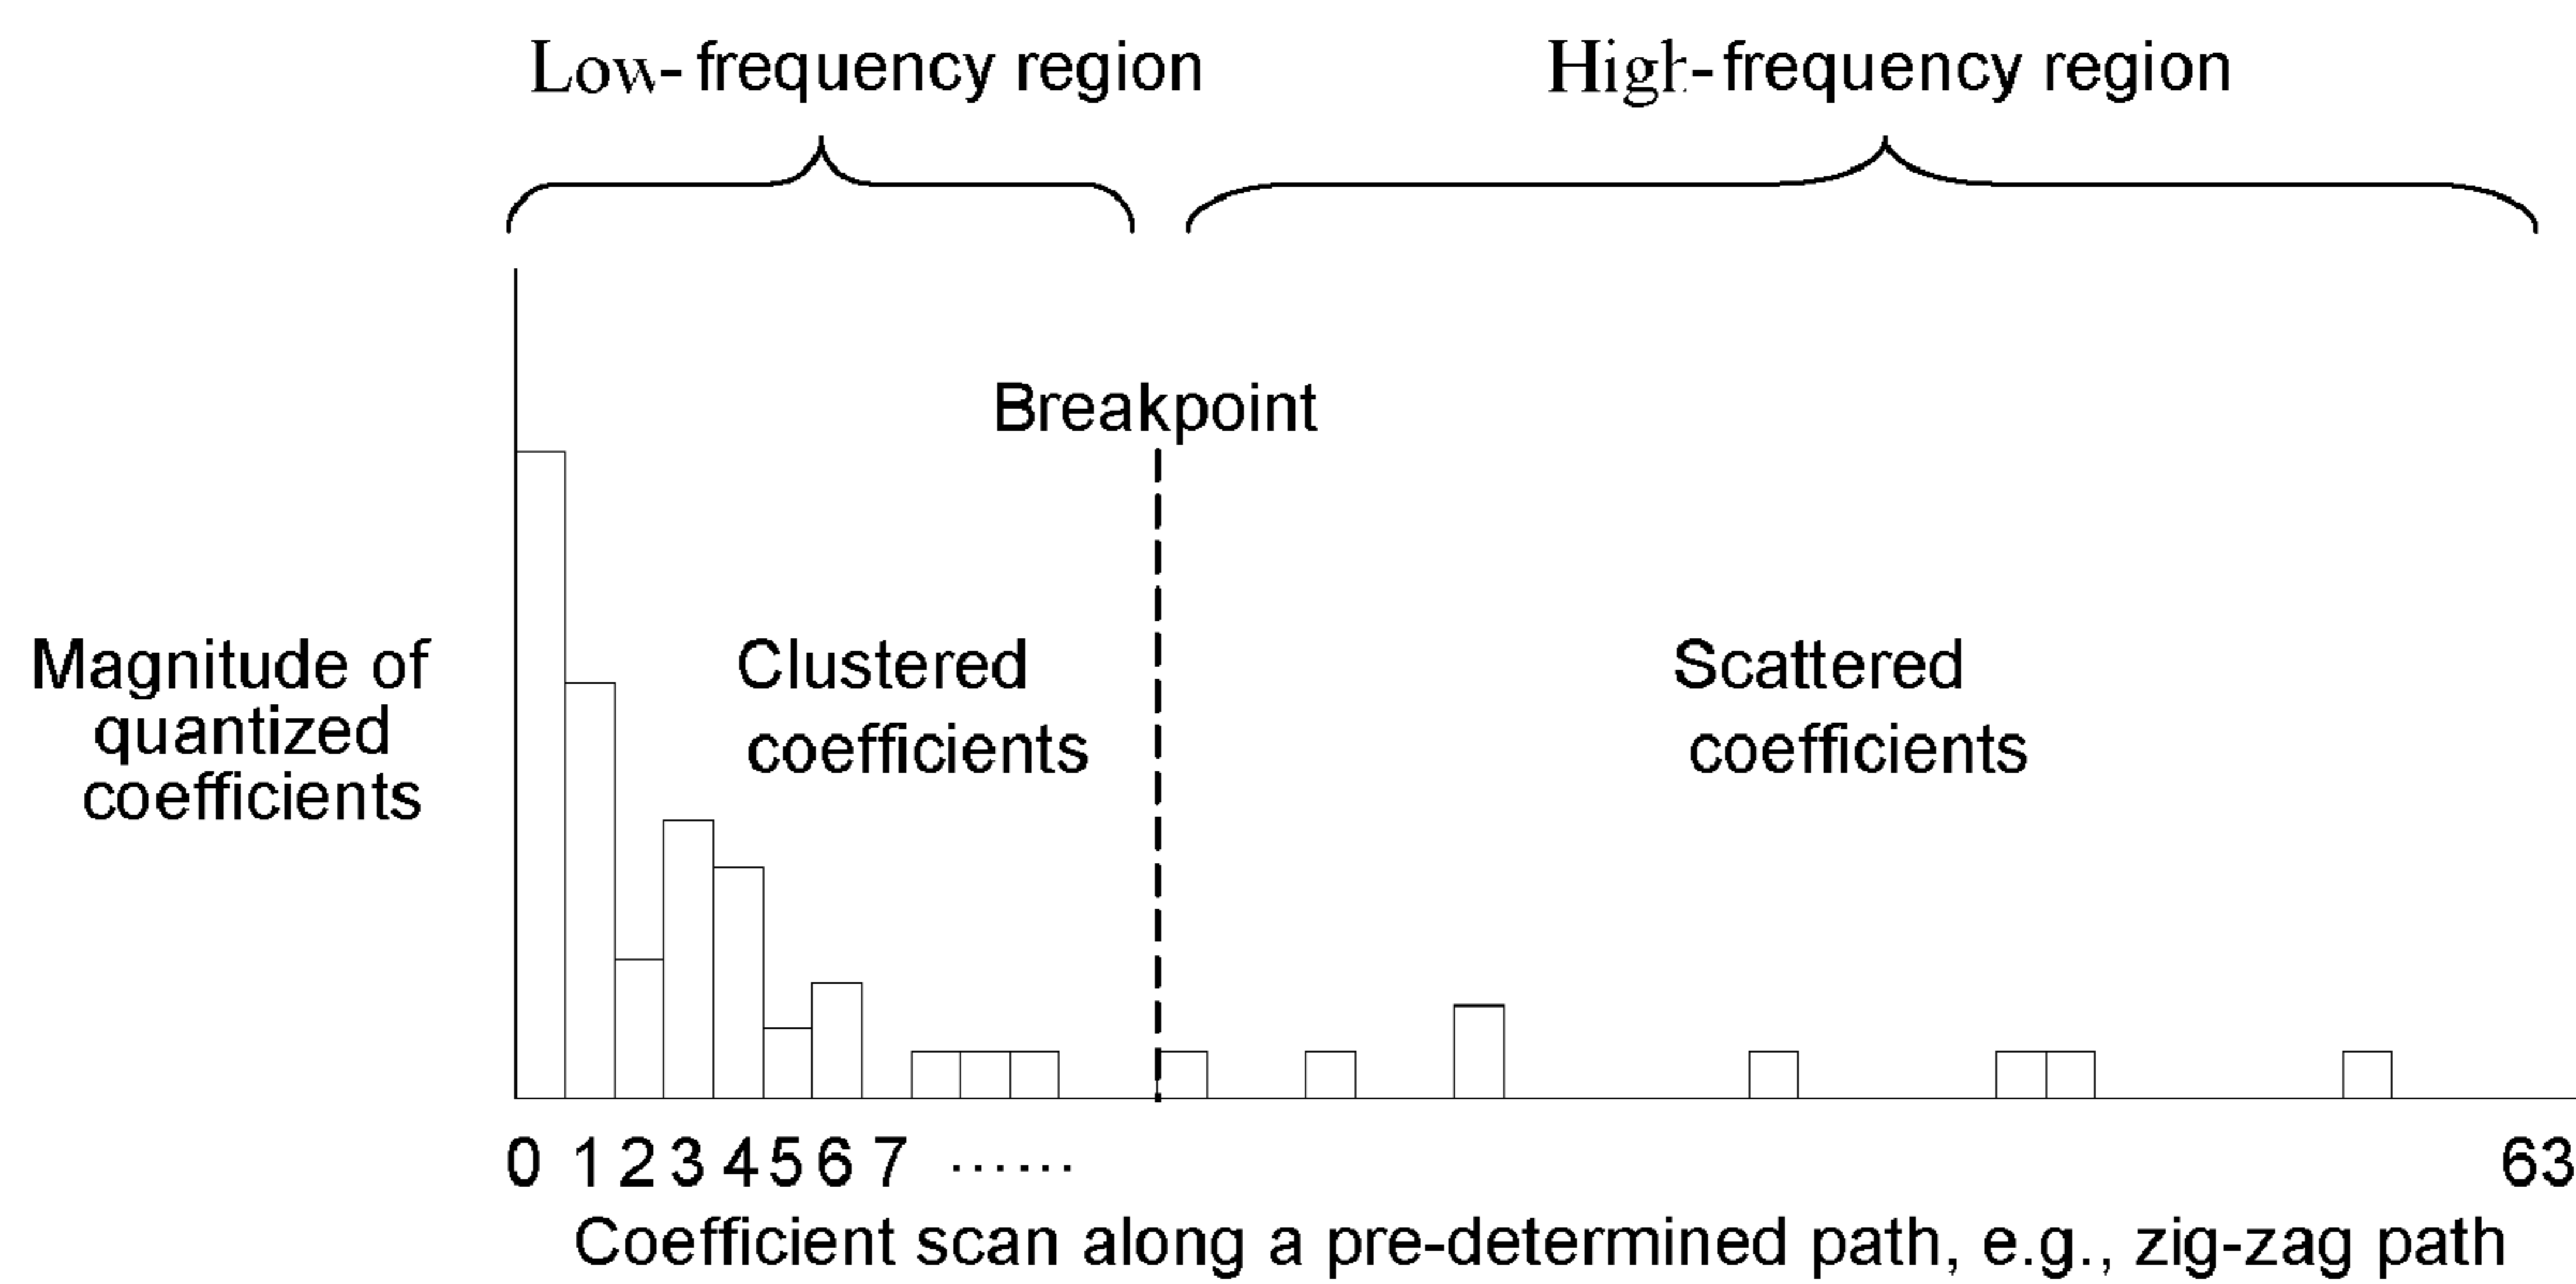 Low-frequency region
High-frequency region
Breakpoint
Magnitude of
quantized
coefficients
Clustered
coefficients
Scattered
coefficients
0 1 2 3 4 5 6 7 ...... 63
Coefficient scan along a pre-determined path, e.g., zig-zag path